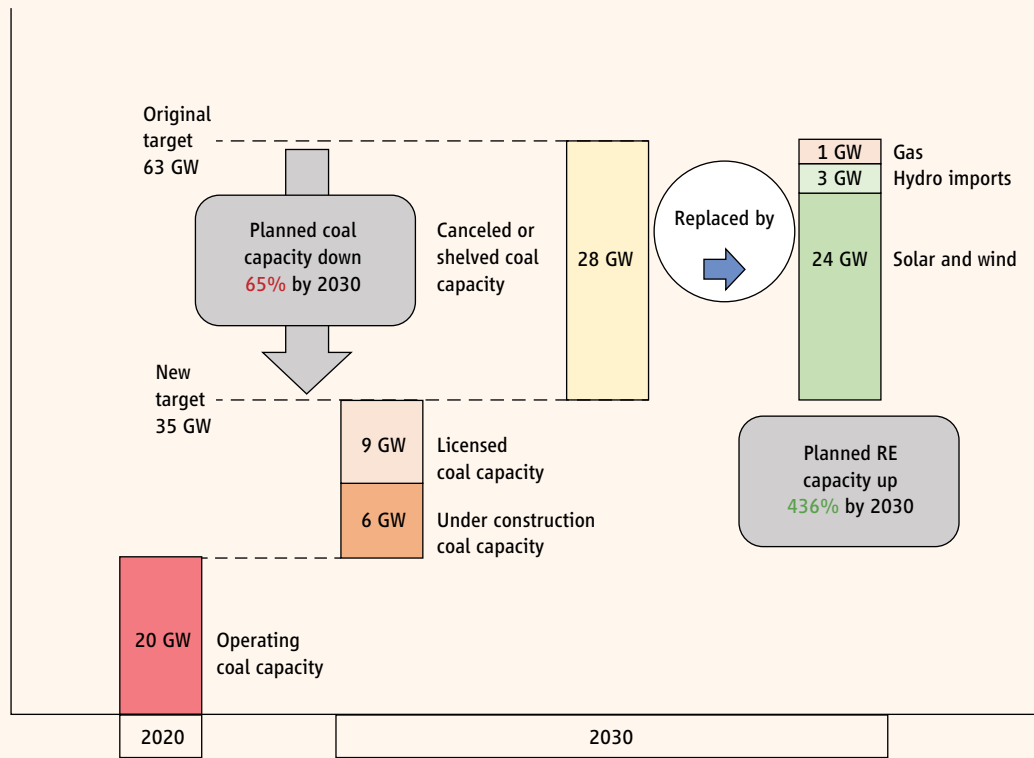 Original
target
63 GW
Planned coal
capacity down
65% by 2030
Canceled or
shelved coal
capacity
28 GW
Replaced by
1 GW
Gas
3 GW
Hydro imports
24 GW
Solar and wind
New
target
35 GW
9 GW
Licensed
coal capacity
6 GW
Under construction
coal capacity
Planned RE
capacity up
436% by 2030
20 GW
Operating
coal capacity
2020
2030